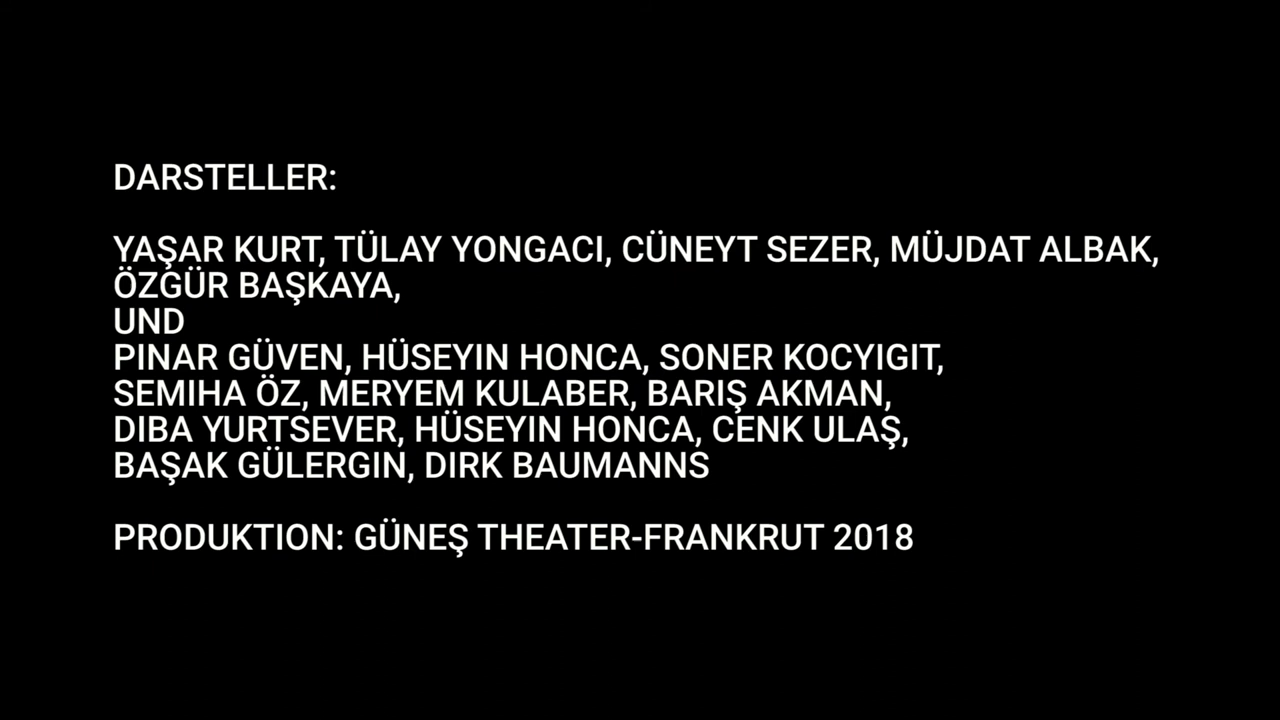 DARSTELLER:
YAŞAR KURT, TÜLAY YONGACI, CÜNEYT SEZER, MÜJDAT ALBAK,
ÖZGÜR BAŞKAYA,
UND
PINAR GÜVEN, HÜSEYIN HONCA, SONER KOCYIGIT,
SEMIHA ÖZ, MERYEM KULABER, BARIŞ AKMAN,
DIBA YURTSEVER, HÜSEYIN HONCA, CENK ULAŞ,
BAŞAK GÜLERGIN, DIRK BAUMANNS
PRODUKTION: GÜNEŞ THEATER-FRANKRUT 2018